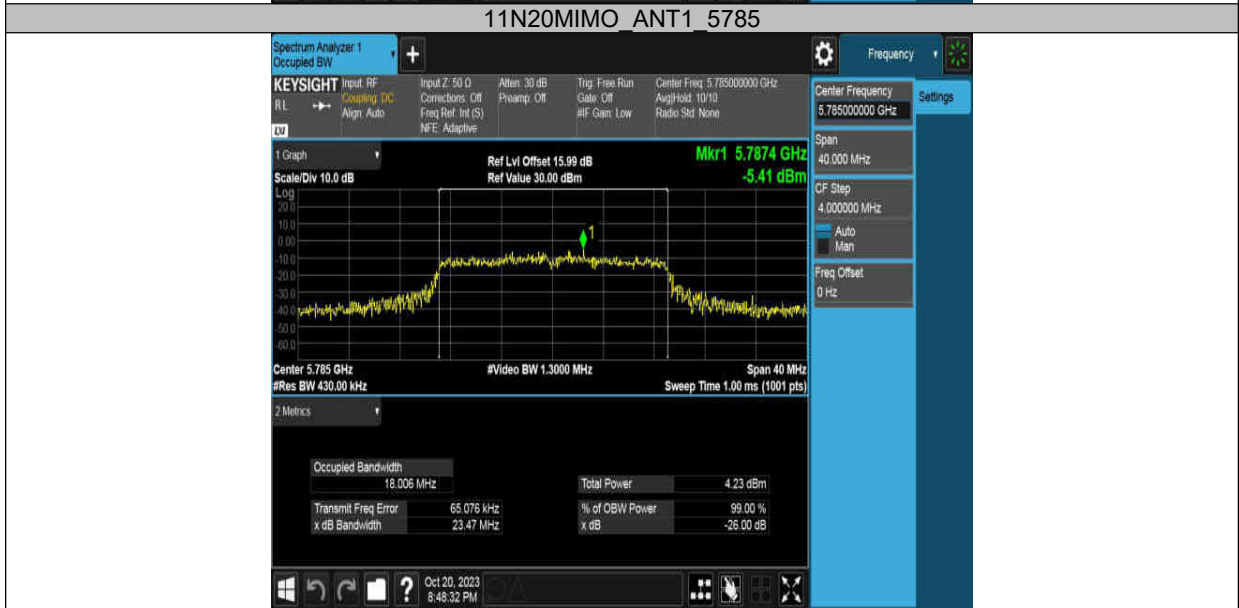 11N20MIMO_ANT1_5785
Spectrum Analyzer 1
Occupied BW
+
Frequency
KEYSIGHT
RL
LXI
Input: RF
Coupling: DC
Align: Auto
Input Z: 50 Ω
Corrections: Off
Freq Ref: Int (S)
NFE: Adaptive
Atten: 30 dB
Preamp: Off
Trig: Free Run
Gate: Off
#IF Gain: Low
Center Freq: 5.785000000 GHz
Avg|Hold: 10/10
Radio Std: None
Center Frequency
5.785000000 GHz
Settings
Span
40.000 MHz
CF Step
4.000000 MHz
Auto
Man
Freq Offset
0 Hz
1 Graph
Scale/Div 10.0 dB
Ref Lvl Offset 15.99 dB
Ref Value 30.00 dBm
Mkr1 5.7874 GHz
-5.41 dBm
Log
20.0
10.0
0.00
-10.0
-20.0
-30.0
-40.0
-50.0
-60.0
1
Center 5.785 GHz
#Video BW 1.3000 MHz
Span 40 MHz
#Res BW 430.00 kHz
Sweep Time 1.00 ms (1001 pts)
2 Metrics
Occupied Bandwidth
18.006 MHz
Total Power 4.23 dBm
Transmit Freq Error 65.076 kHz
% of OBW Power 99.00 %
x dB Bandwidth 23.47 MHz
x dB -26.00 dB
?
Oct 20, 2023
8:48:32 PM